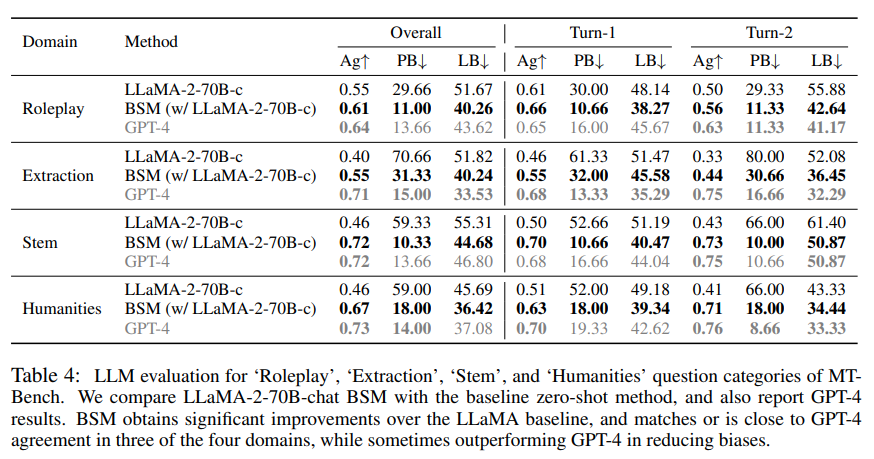 Domain Method Overall Turn-1 Turn-2
Ag↑ PB↓ LB↓ Ag↑ PB↓ LB↓ Ag↑ PB↓ LB↓
LLaMA-2-70B-c 0.55 29.66 51.67 0.61 30.00 48.14 0.50 29.33 55.88
Roleplay BSM (w/ LLaMA-2-70B-c) 0.61 11.00 40.26 0.66 10.66 38.27 0.56 11.33 42.64
GPT-4 0.64 13.66 43.62 0.65 16.00 45.67 0.63 11.33 41.17
LLaMA-2-70B-c 0.40 70.66 51.82 0.46 61.33 51.47 0.33 80.00 52.08
Extraction BSM (w/ LLaMA-2-70B-c) 0.55 31.33 40.24 0.55 32.00 45.58 0.44 30.66 36.45
GPT-4 0.71 15.00 33.53 0.68 13.33 35.29 0.75 16.66 32.29
LLaMA-2-70B-c 0.46 59.33 55.31 0.50 52.66 51.19 0.43 66.00 61.40
Stem BSM (w/ LLaMA-2-70B-c) 0.72 10.33 44.68 0.70 10.66 40.47 0.73 10.00 50.87
GPT-4 0.72 13.66 46.80 0.68 16.66 44.04 0.75 10.66 50.87
LLaMA-2-70B-c 0.46 59.00 45.69 0.51 52.00 49.18 0.41 66.00 43.33
Humanities BSM (w/ LLaMA-2-70B-c) 0.67 18.00 36.42 0.63 18.00 39.34 0.71 18.00 34.44
GPT-4 0.73 14.00 37.08 0.70 19.33 42.62 0.76 8.66 33.33
Table 4: LLM evaluation for ‘Roleplay’, ‘Extraction’, ‘Stem’, and ‘Humanities’ question categories of MT-
Bench. We compare LLaMA-2-70B-chat BSM with the baseline zero-shot method, and also report GPT-4
results. BSM obtains significant improvements over the LLaMA baseline, and matches or is close to GPT-4
agreement in three of the four domains, while sometimes outperforming GPT-4 in reducing biases.